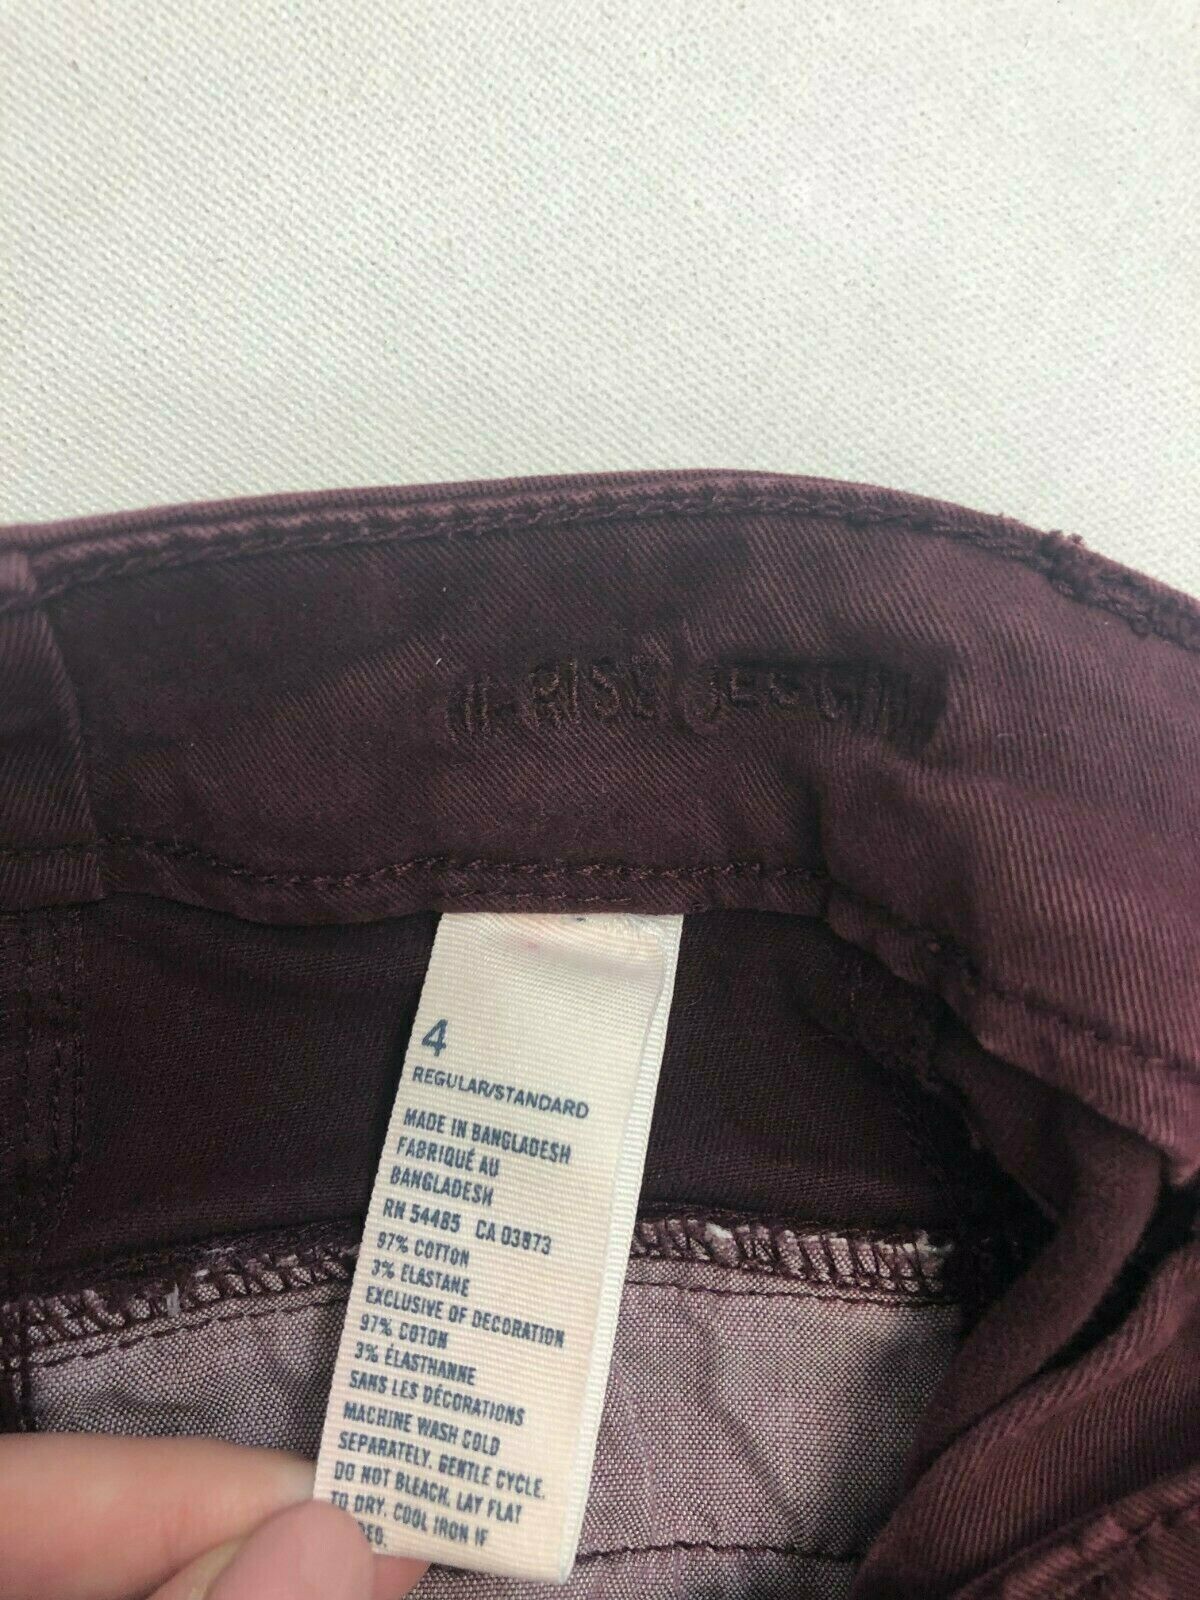 HI-RISE JEGGING
4
REGULAR/STANDARD
MADE IN BANGLADESH
FABRIQUÉ AU
BANGLADESH
RN 54485 CA 03873
97% COTTON
3% ELASTANE
EXCLUSIVE OF DECORATION
97% COTON
3% ÉLASTHANNE
SANS LES DÉCORATIONS
MACHINE WASH COLD
SEPARATELY. GENTLE CYCLE.
DO NOT BLEACH. LAY FLAT
TO DRY. COOL IRON IF